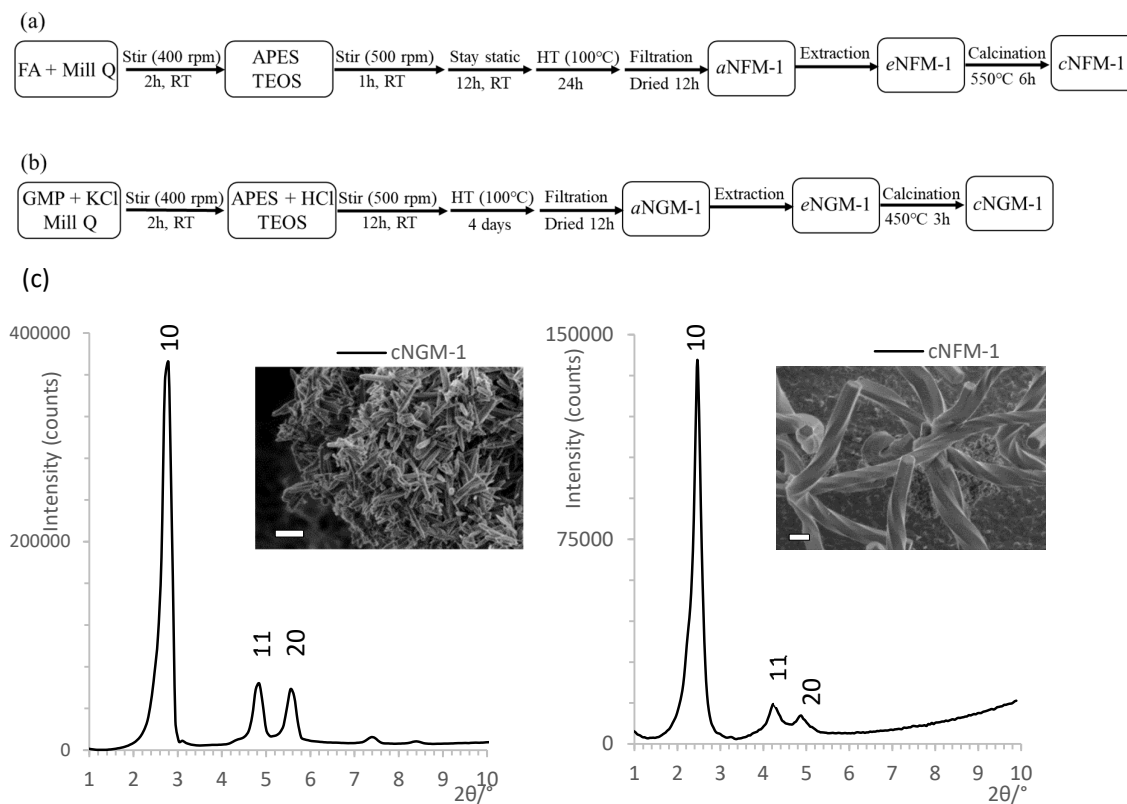 (a)
FA + Mill Q
Stir (400 rpm)
2h, RT
APES
TEOS
Stir (500 rpm)
1h, RT
Stay static
12h, RT
HT (100℃)
24h
Filtration
Dried 12h
aNFM-1
Extraction
eNFM-1
Calcination
550℃ 6h
cNFM-1
(b)
GMP + KCl
Mill Q
Stir (400 rpm)
2h, RT
APES + HCl
TEOS
Stir (500 rpm)
12h, RT
HT (100℃)
4 days
Filtration
Dried 12h
aNGM-1
Extraction
eNGM-1
Calcination
450℃ 3h
cNGM-1
(c)
400000
200000
0
Intensity (counts)
10
11
20
cNGM-1
1 2 3 4 5 6 7 8 9 10
2θ/°
150000
75000
0
Intensity (counts)
10
11
20
cNFM-1
1 2 3 4 5 6 7 8 9 10
2θ/°